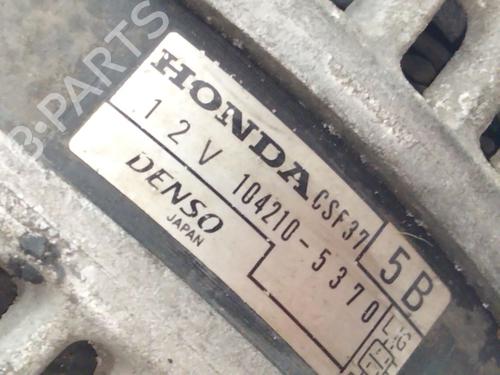 B-PARTS
HONDA CSF37 5B
12V 104210-5370
DENSO
JAPAN